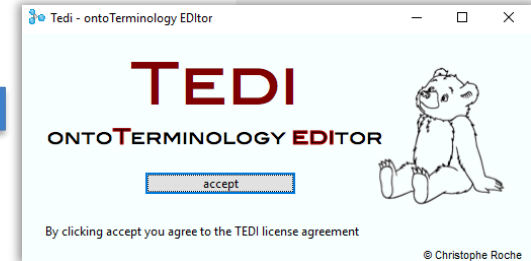 Tedi - ontoTerminology EDItor
TEDI
ONTOTERMINOLOGY EDITOR
accept
By clicking accept you agree to the TEDI license agreement
© Christophe Roche